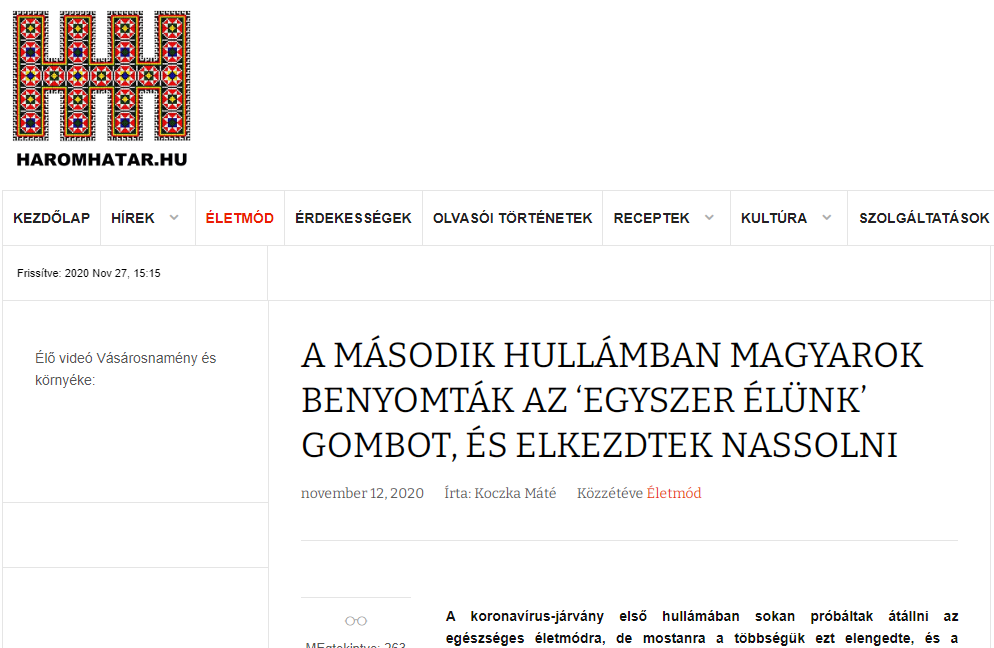 HAROMHATAR.HU
KEZDŐLAP HÍREK ÉLETMÓD ÉRDEKESSÉGEK OLVASÓI TÖRTÉNETEK RECEPTEK KULTÚRA SZOLGÁLTATÁSOK
Frissítve: 2020 Nov 27, 15:15
Élő videó Vásárosnamény és
környéke:
A MÁSODIK HULLÁMBAN MAGYAROK
BENYOMTÁK AZ ‘EGYSZER ÉLÜNK’
GOMBOT, ÉS ELKEZDTEK NASSOLNI
november 12, 2020 Írta: Koczka Máté Közzétéve Életmód
A koronavírus-járvány első hullámában sokan próbáltak átállni az
egészséges életmódra, de mostanra a többségük ezt elengedte, és a
MEgtekintve: 263